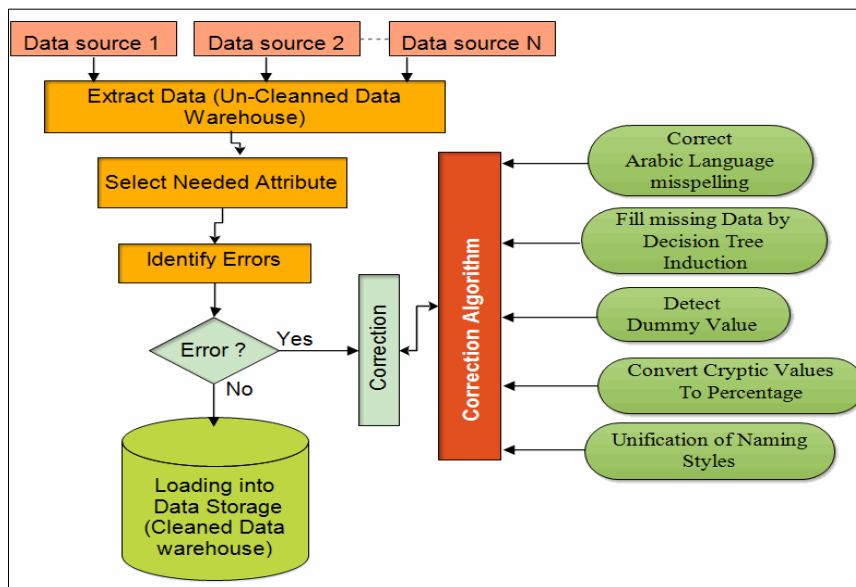 Data source 1
Data source 2
Data source N
Extract Data (Un-Cleanned Data
Warehouse)
Select Needed Attribute
Identify Errors
Error ?
Yes
No
Loading into
Data Storage
(Cleaned Data
warehouse)
Correction
Correction Algorithm
Correct
Arabic Language
misspelling
Fill missing Data by
Decision Tree
Induction
Detect
Dummy Value
Convert Cryptic Values
To Percentage
Unification of Naming
Styles